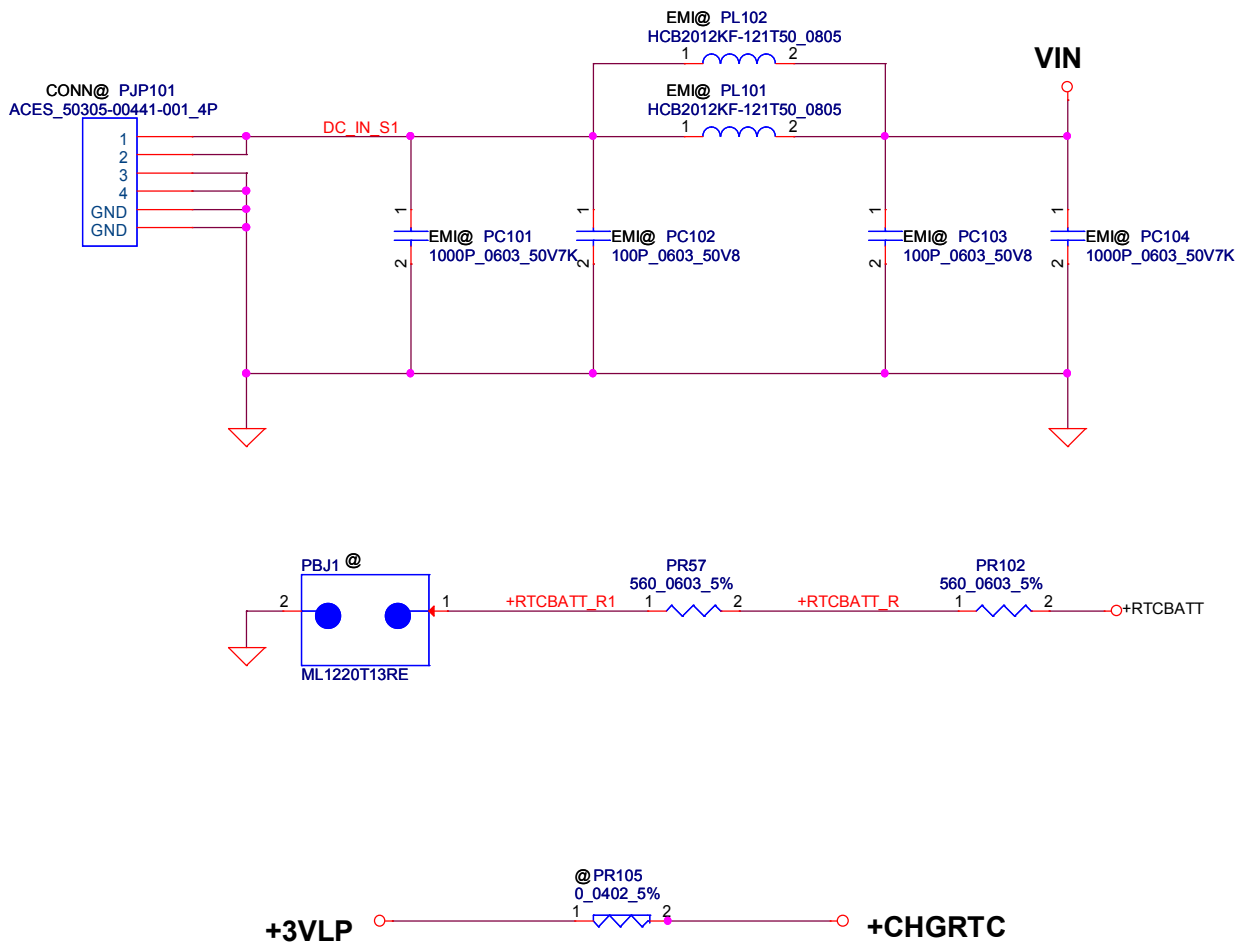 EMI@ PL102
HCB2012KF-121T50_0805
1 2
VIN
CONN@ PJP101
ACES_50305-00441-001_4P
EMI@ PL101
HCB2012KF-121T50_0805
1 2
DC_IN_S1
1
2
3
4
GND
GND
1
EMI@ PC101
1000P_0603_50V7K
2
1
EMI@ PC102
100P_0603_50V8
2
1
EMI@ PC103
100P_0603_50V8
2
1
EMI@ PC104
1000P_0603_50V7K
2
PBJ1 @
2 1
ML1220T13RE
+RTCBATT_R1
PR57
560_0603_5%
1 2
+RTCBATT_R
PR102
560_0603_5%
1 2
+RTCBATT
@ PR105
0_0402_5%
1 2
+3VLP
+CHGRTC